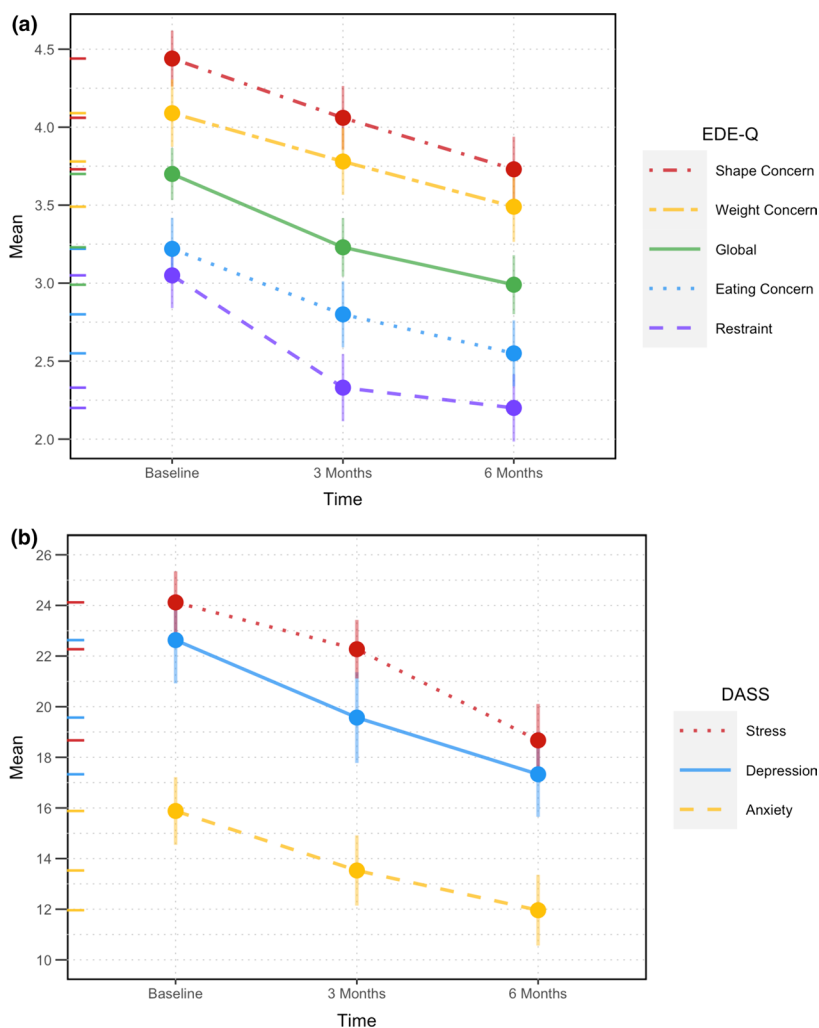 (a)
4.5
4.0
3.5
3.0
2.5
2.0
Mean
Baseline
3 Months
6 Months
Time
EDE-Q
Shape Concern
Weight Concern
Global
Eating Concern
Restraint
(b)
26
24
22
20
18
16
14
12
10
Mean
Baseline
3 Months
6 Months
Time
DASS
Stress
Depression
Anxiety